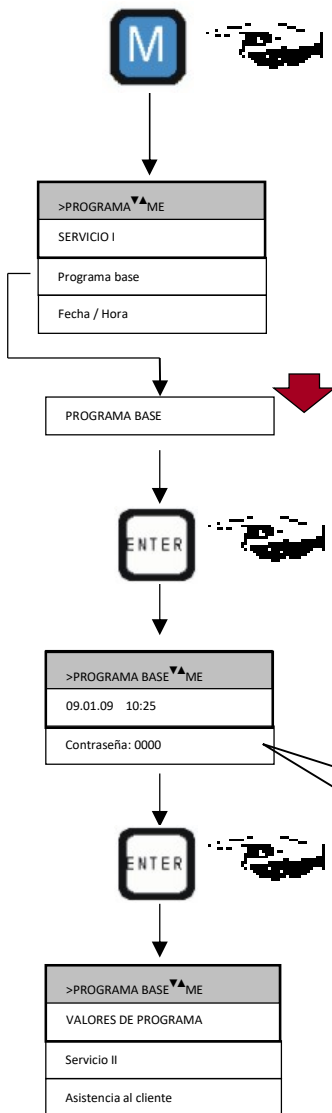 M
>PROGRAMA▼▲ME
SERVICIO I
Programa base
Fecha / Hora
PROGRAMA BASE
ENTER
>PROGRAMA BASE▼▲ME
09.01.09 10:25
Contraseña: 0000
ENTER
>PROGRAMA BASE▼▲ME
VALORES DE PROGRAMA
Servicio II
Asistencia al cliente